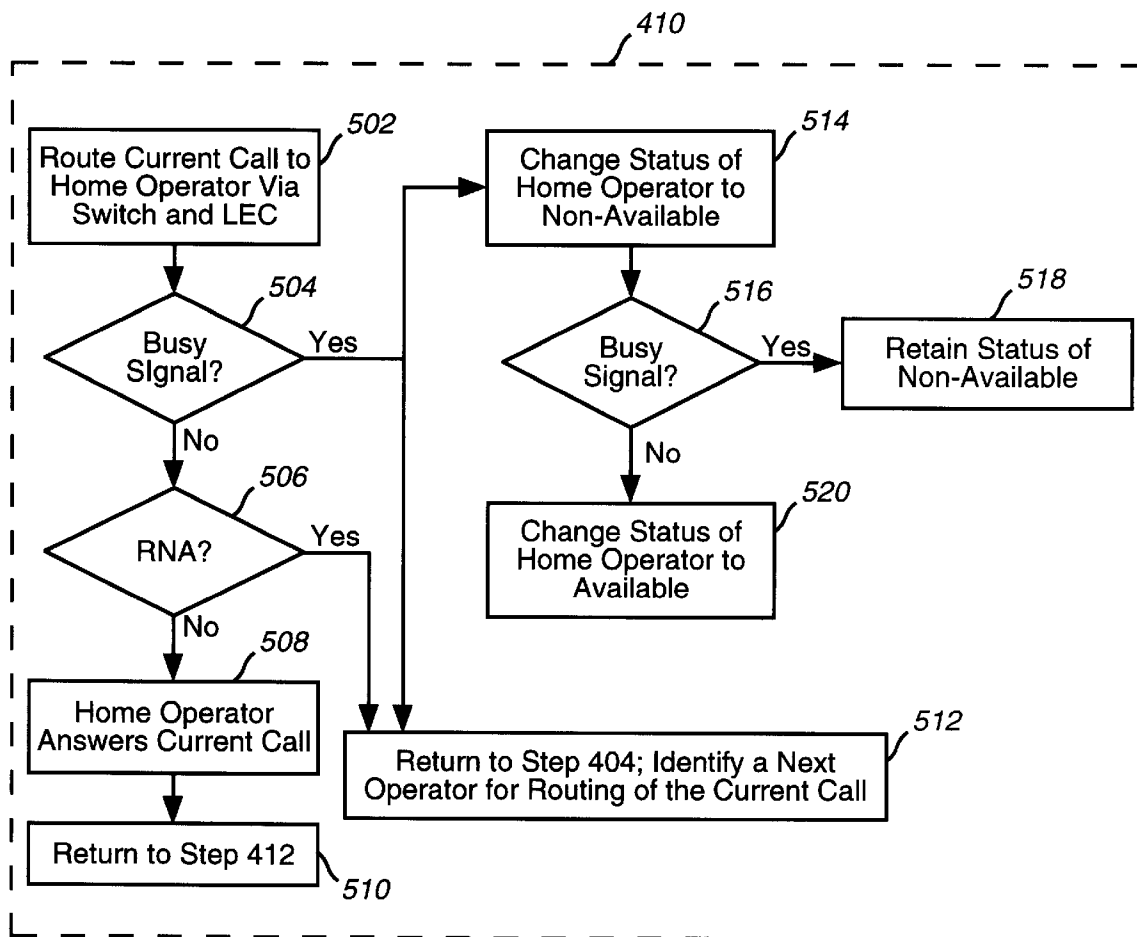 410
502
Route Current Call to
Home Operator Via
Switch and LEC
504
Busy
SIgnal?
Yes
No
506
RNA?
Yes
No
508
Home Operator
Answers Current Call
Return to Step 412
510
514
Change Status of
Home Operator to
Non-Available
516
Busy
Signal?
Yes
No
518
Retain Status of
Non-Available
520
Change Status of
Home Operator to
Available
512
Return to Step 404; Identify a Next
Operator for Routing of the Current Call